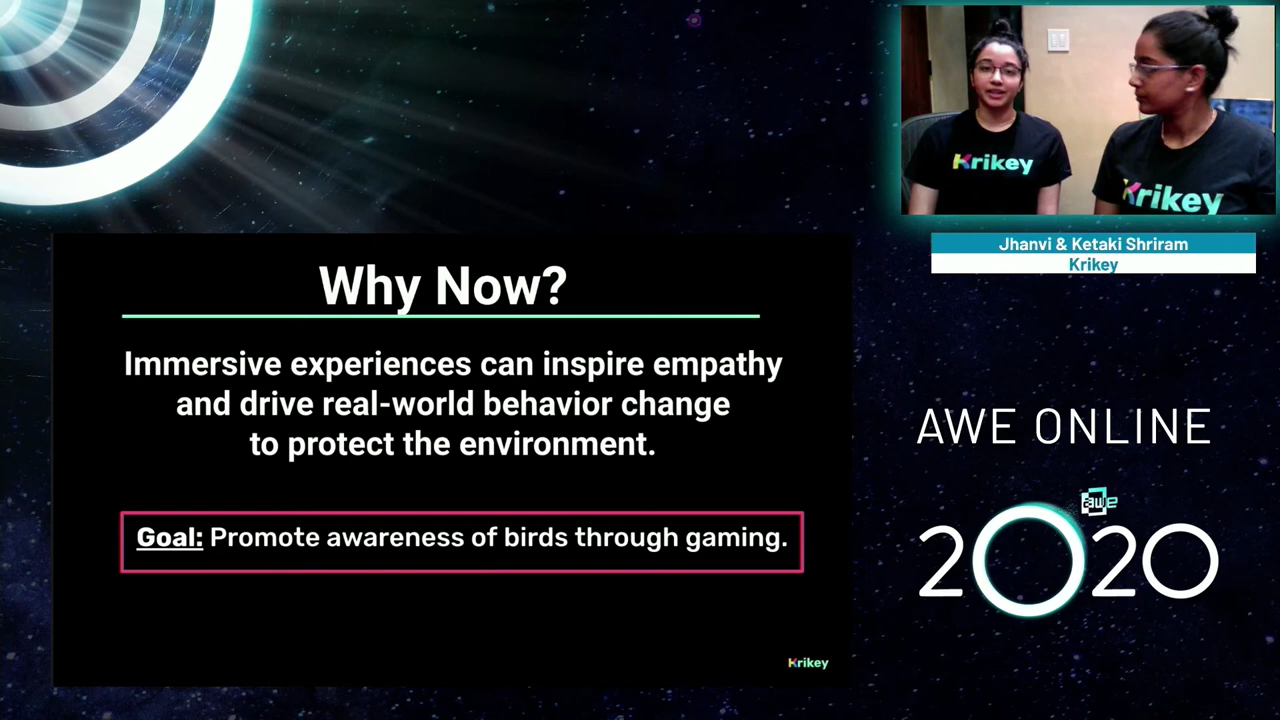 Krikey
Krikey
Jhanvi & Ketaki Shriram
Krikey
Why Now?
Immersive experiences can inspire empathy
and drive real-world behavior change
to protect the environment.
Goal: Promote awareness of birds through gaming.
Krikey
AWE ONLINE
awe
2020